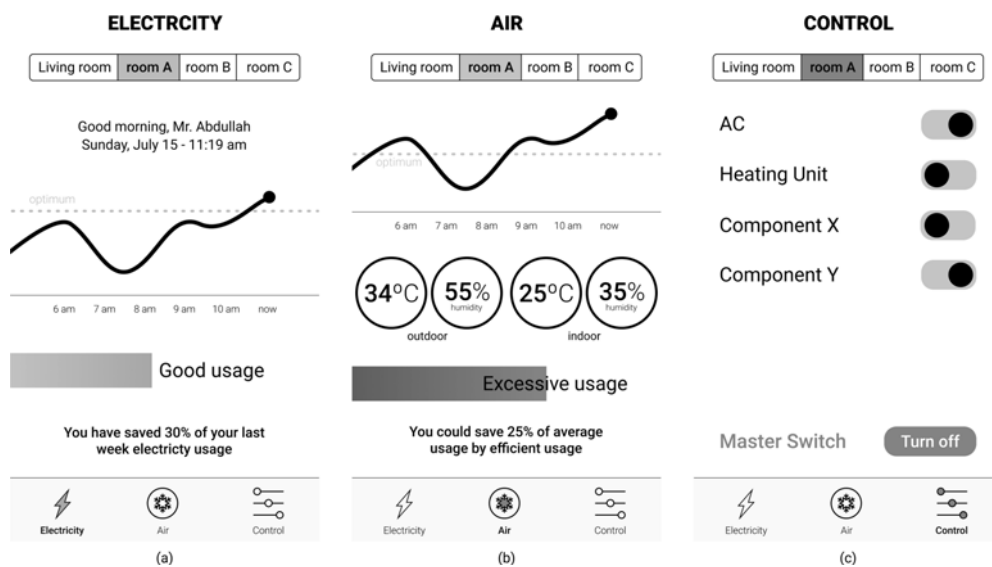 ELECTRCITY
Living room room A room B room C
Good morning, Mr. Abdullah
Sunday, July 15 - 11:19 am
optimum
6 am 7 am 8 am 9 am 10 am now
Good usage
You have saved 30% of your last
week electricty usage
Electricity Air Control
(a)
AIR
Living room room A room B room C
optimum
6 am 7 am 8 am 9 am 10 am now
34ºC 55% 25ºC 35%
humidity humidity
outdoor indoor
Excessive usage
You could save 25% of average
usage by efficient usage
Electricity Air Control
(b)
CONTROL
Living room room A room B room C
AC
Heating Unit
Component X
Component Y
Master Switch Turn off
Electricity Air Control
(c)